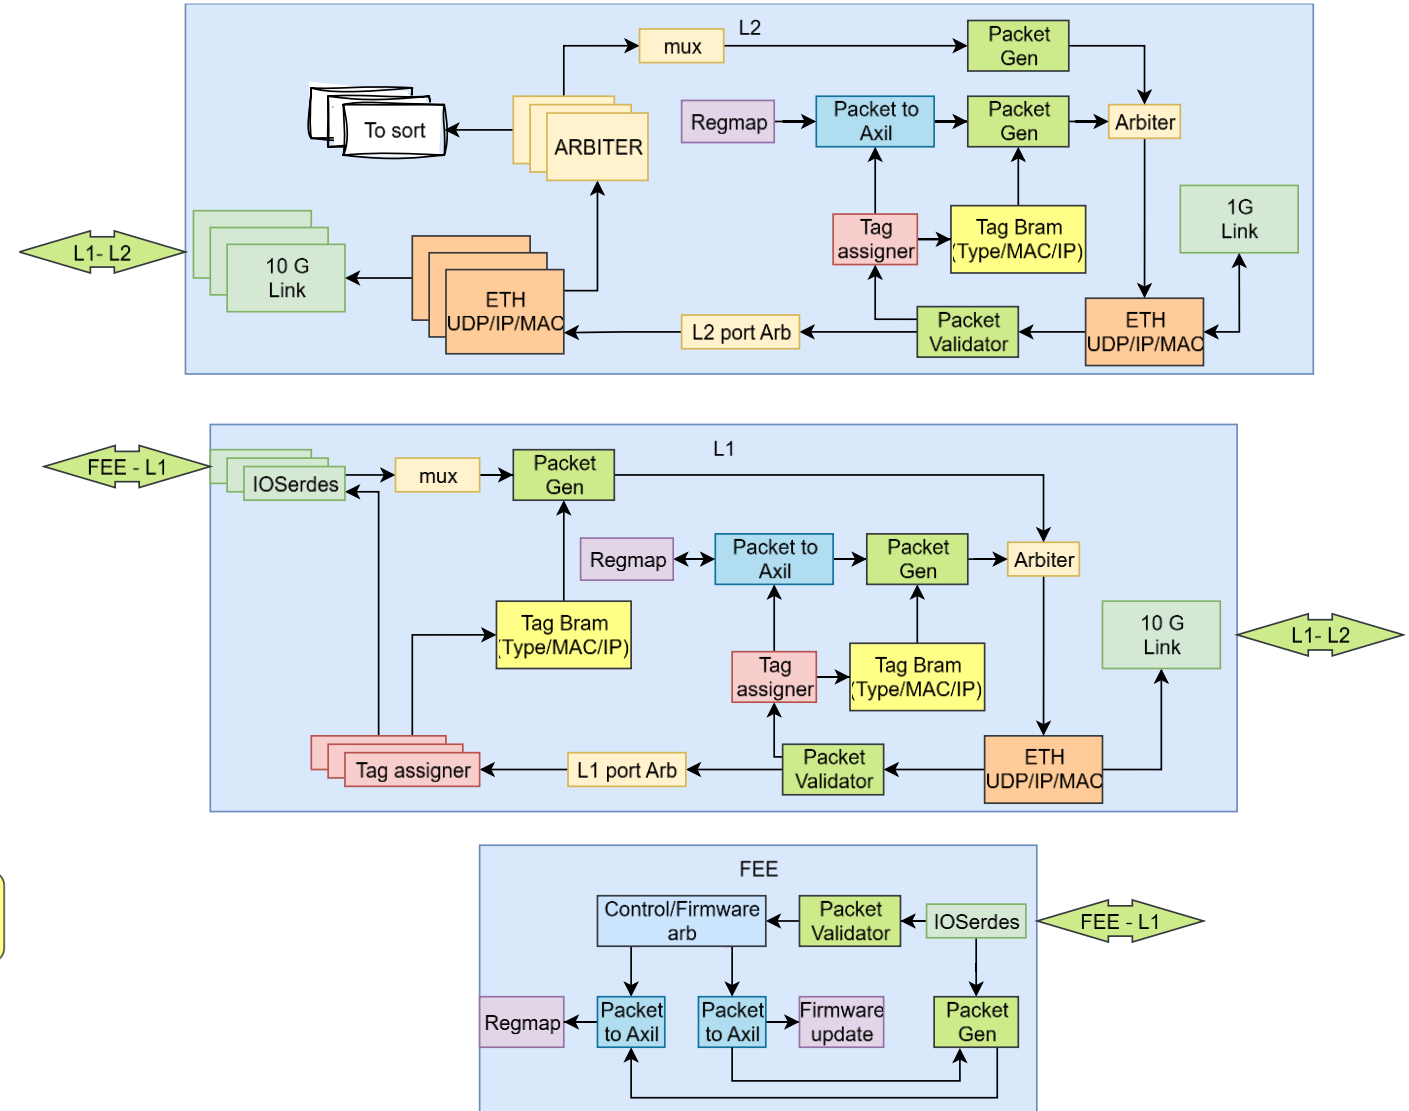 L2
mux
Packet
Gen
To sort
ARBITER
Regmap
Packet to
Axil
Packet
Gen
Arbiter
L1- L2
10 G
Link
ETH
UDP/IP/MAC
Tag
assigner
Tag Bram
(Type/MAC/IP)
1G
Link
L2 port Arb
Packet
Validator
ETH
UDP/IP/MAC
L1
FEE - L1
IOSerdes
mux
Packet
Gen
Regmap
Packet to
Axil
Packet
Gen
Arbiter
Tag Bram
(Type/MAC/IP)
Tag
assigner
Tag Bram
(Type/MAC/IP)
10 G
Link
L1- L2
Tag assigner
L1 port Arb
Packet
Validator
ETH
UDP/IP/MAC
FEE
Control/Firmware
arb
Packet
Validator
IOSerdes
FEE - L1
Regmap
Packet
to Axil
Packet
to Axil
Firmware
update
Packet
Gen